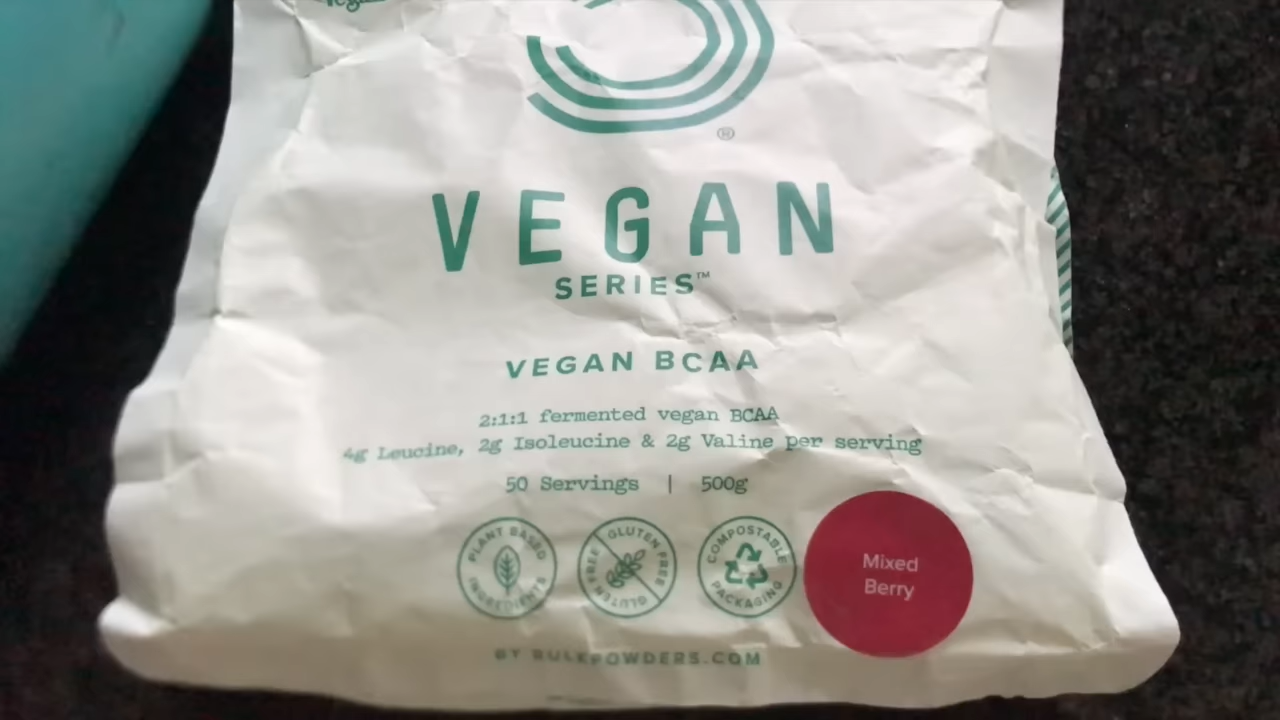 Vegan
®
VEGAN
SERIES™
VEGAN BCAA
2:1:1 fermented vegan BCAA
4g Leucine, 2g Isoleucine & 2g Valine per serving
50 Servings | 500g
PLANT BASED INGREDIENTS
GLUTEN FREE GLUTEN FREE
COMPOSTABLE PACKAGING
Mixed
Berry
BY BULKPOWDERS.COM